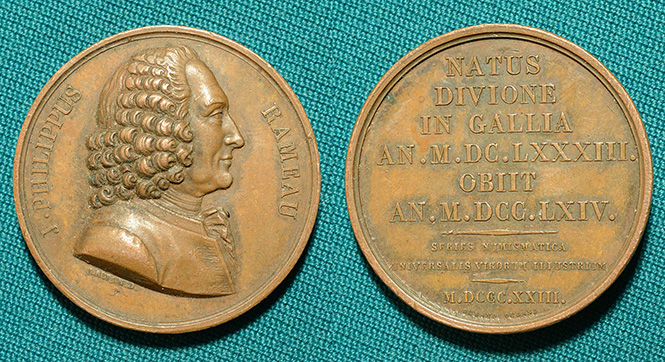 J. PHILIPPUS
RAMEAU
NATUS
DIVIONE
IN GALLIA
AN. M. DC. LXXXIII.
OBIIT
AN. M. DCC. LXIV.
SERIES NUMISMATICA
UNIVERSALIS VIRORUM ILLUSTRIUM
M. DCCC. XXIII.